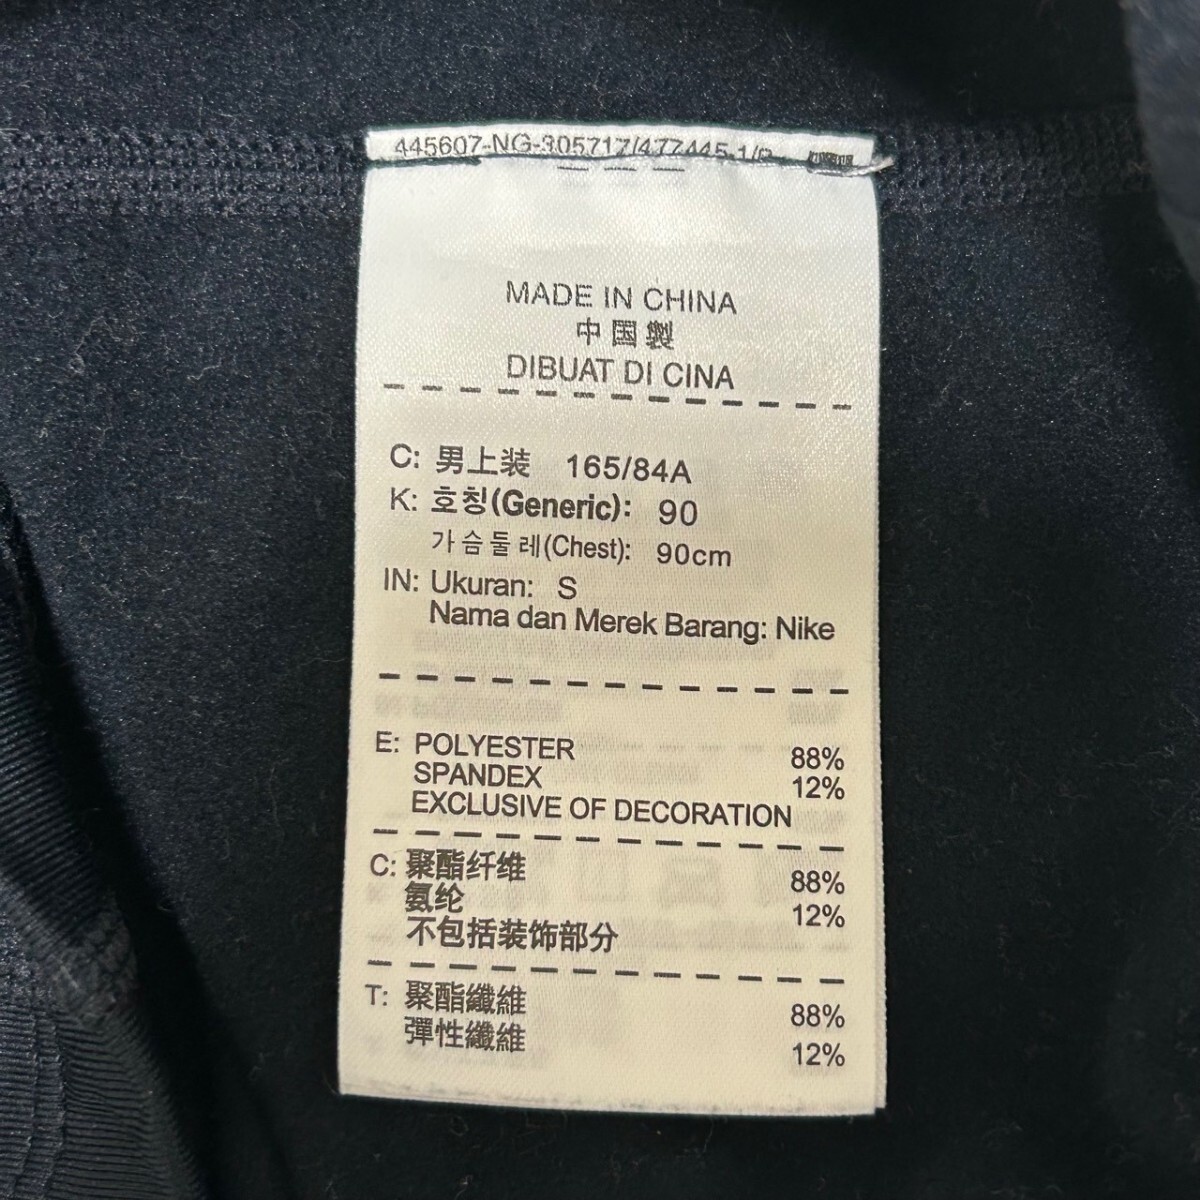 445607-NG-305717/477445-1/P
MADE IN CHINA
中国製
DIBUAT DI CINA
C: 男上装 165/84A
K: 호칭(Generic): 90
가슴둘레(Chest): 90cm
IN: Ukuran: S
Nama dan Merek Barang: Nike
E: POLYESTER 88%
SPANDEX 12%
EXCLUSIVE OF DECORATION
C: 聚酯纤维 88%
氨纶 12%
不包括装饰部分
T: 聚酯纖維 88%
彈性纖維 12%